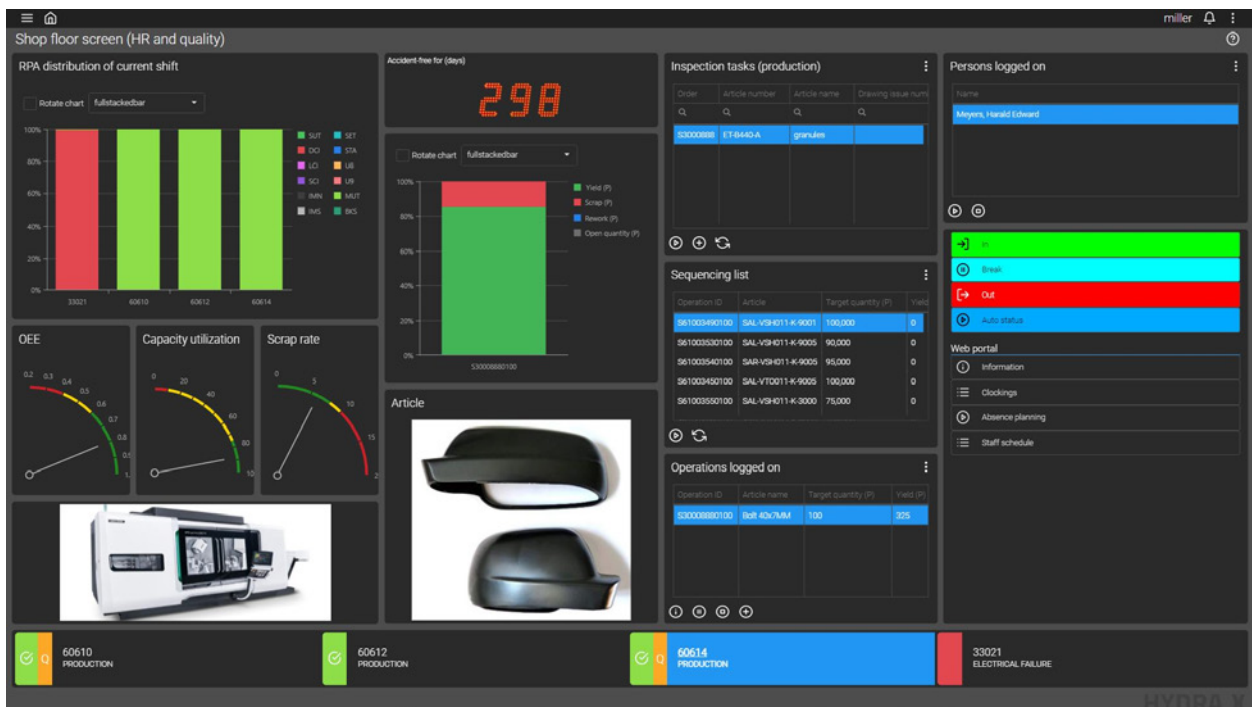 miller
Shop floor screen (HR and quality)
RPA distribution of current shift
Rotate chart fullstackedbar
100%
80%
60%
40%
20%
0%
33021 60610 60612 60614
SUT SET
DCI STA
LCI U8
SCI U9
IMN MUT
IMS BKS
OEE
0.2 0.3 0.4 0.5 0.6 0.7 0.8
Capacity utilization
0 20 40 60 80 10
Scrap rate
0 5 10 15 2
Accident-free for (days)
298
Rotate chart fullstackedbar
100%
80%
60%
40%
20%
0%
S30008880100
Yield (P)
Scrap (P)
Rework (P)
Open quantity (P)
Article
Inspection tasks (production)
Order Article number Article name Drawing issue num
S3000888 ET-B440-A granules
Sequencing list
Operation ID Article Target quantity (P) Yield
S61003490100 SAL-VSH011-K-9001 100,000 0
S61003530100 SAL-VSH011-K-9005 90,000 0
S61003540100 SAR-VSH011-K-9005 95,000 0
S61003450100 SAL-VT0011-K-9005 100,000 0
S61003550100 SAL-VSH011-K-3000 75,000 0
Operations logged on
Operation ID Article name Target quantity (P) Yield (P)
S30008880100 Bolt 40x7MM 100 325
Persons logged on
Name
Meyers, Harald Edward
In
Break
Out
Auto status
Web portal
Information
Clockings
Absence planning
Staff schedule
Q 60610
PRODUCTION
60612
PRODUCTION
Q 60614
PRODUCTION
33021
ELECTRICAL FAILURE
HYDRA X